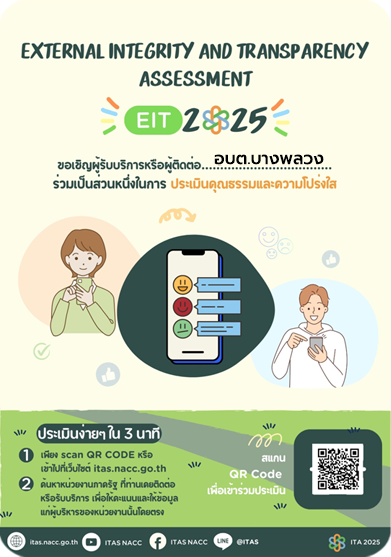 EXTERNAL INTEGRITY AND TRANSPARENCY
ASSESSMENT
EIT 2025
ขอเชิญผู้รับบริการหรือผู้ติดต่อ...อบต.บางพลวง...
ร่วมเป็นส่วนหนึ่งในการ ประเมินคุณธรรมและความโปร่งใส
ประเมินง่ายๆ ใน 3 นาที
1 เพียง scan QR CODE หรือ
เข้าไปที่เว็บไซต์ itas.nacc.go.th
2 ค้นหาหน่วยงานภาครัฐ ที่ท่านเคยติดต่อ
หรือรับบริการ เพื่อให้คะแนนและให้ข้อมูล
แก่ผู้บริหารของหน่วยงานนั้นโดยตรง
สแกน
QR Code
เพื่อเข้าร่วมประเมิน
itas.nacc.go.th ITAS NACC ITAS NACC LINE @ITAS ITA 2025